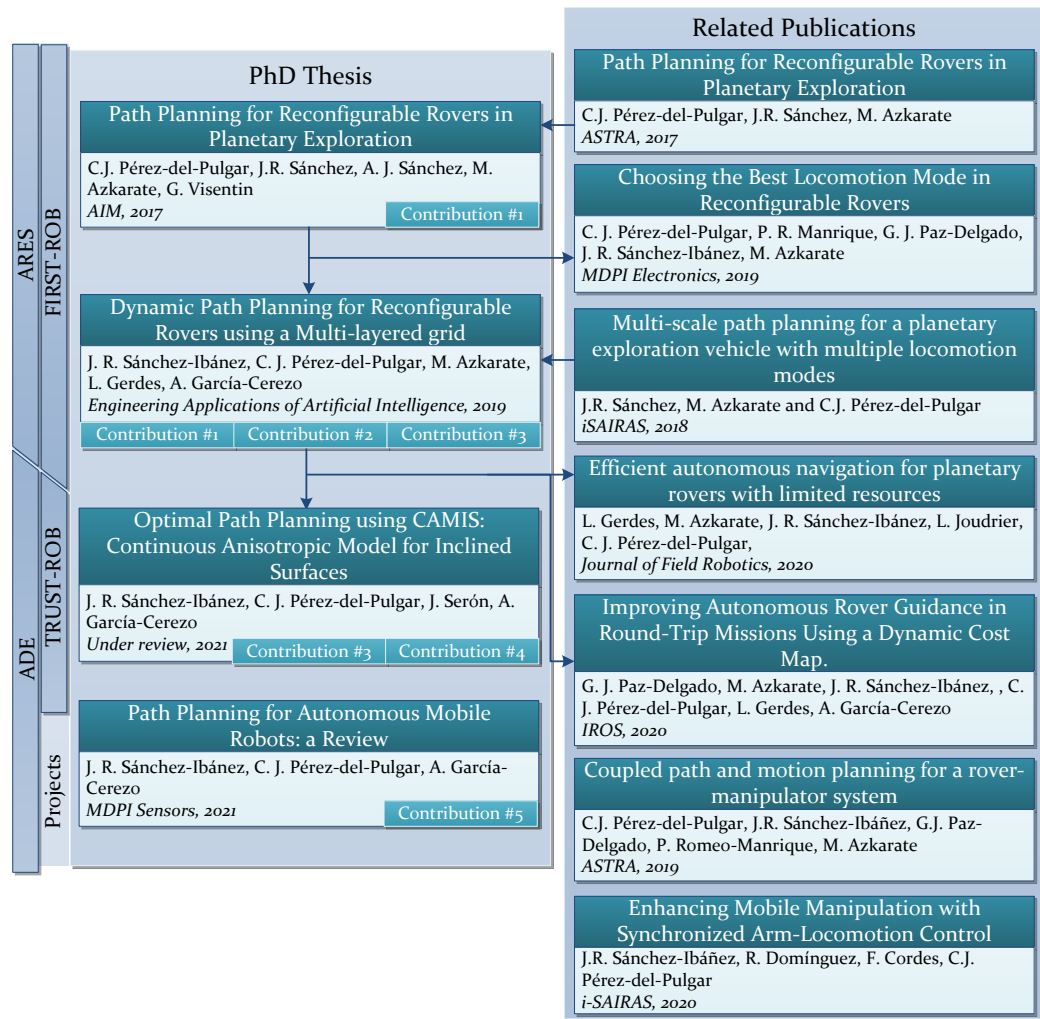 ARES
FIRST-ROB
ADE
TRUST-ROB
Projects
PhD Thesis
Path Planning for Reconfigurable Rovers in
Planetary Exploration
C.J. Pérez-del-Pulgar, J.R. Sánchez, A. J. Sánchez, M.
Azkarate, G. Visentin
AIM, 2017
Contribution #1
Dynamic Path Planning for Reconfigurable
Rovers using a Multi-layered grid
J. R. Sánchez-Ibánez, C. J. Pérez-del-Pulgar, M. Azkarate,
L. Gerdes, A. García-Cerezo
Engineering Applications of Artificial Intelligence, 2019
Contribution #1
Contribution #2
Contribution #3
Optimal Path Planning using CAMIS:
Continuous Anisotropic Model for Inclined
Surfaces
J. R. Sánchez-Ibánez, C. J. Pérez-del-Pulgar, J. Serón, A.
García-Cerezo
Under review, 2021
Contribution #3
Contribution #4
Path Planning for Autonomous Mobile
Robots: a Review
J. R. Sánchez-Ibánez, C. J. Pérez-del-Pulgar, A. García-
Cerezo
MDPI Sensors, 2021
Contribution #5
Related Publications
Path Planning for Reconfigurable Rovers in
Planetary Exploration
C.J. Pérez-del-Pulgar, J.R. Sánchez, M. Azkarate
ASTRA, 2017
Choosing the Best Locomotion Mode in
Reconfigurable Rovers
C. J. Pérez-del-Pulgar, P. R. Manrique, G. J. Paz-Delgado,
J. R. Sánchez-Ibánez, M. Azkarate
MDPI Electronics, 2019
Multi-scale path planning for a planetary
exploration vehicle with multiple locomotion
modes
J.R. Sánchez, M. Azkarate and C.J. Pérez-del-Pulgar
iSAIRAS, 2018
Efficient autonomous navigation for planetary
rovers with limited resources
L. Gerdes, M. Azkarate, J. R. Sánchez-Ibánez, L. Joudrier,
C. J. Pérez-del-Pulgar,
Journal of Field Robotics, 2020
Improving Autonomous Rover Guidance in
Round-Trip Missions Using a Dynamic Cost
Map.
G. J. Paz-Delgado, M. Azkarate, J. R. Sánchez-Ibánez, , C.
J. Pérez-del-Pulgar, L. Gerdes, A. García-Cerezo
IROS, 2020
Coupled path and motion planning for a rover-
manipulator system
C.J. Pérez-del-Pulgar, J.R. Sánchez-Ibáñez, G.J. Paz-
Delgado, P. Romeo-Manrique, M. Azkarate
ASTRA, 2019
Enhancing Mobile Manipulation with
Synchronized Arm-Locomotion Control
J.R. Sánchez-Ibáñez, R. Domínguez, F. Cordes, C.J.
Pérez-del-Pulgar
i-SAIRAS, 2020